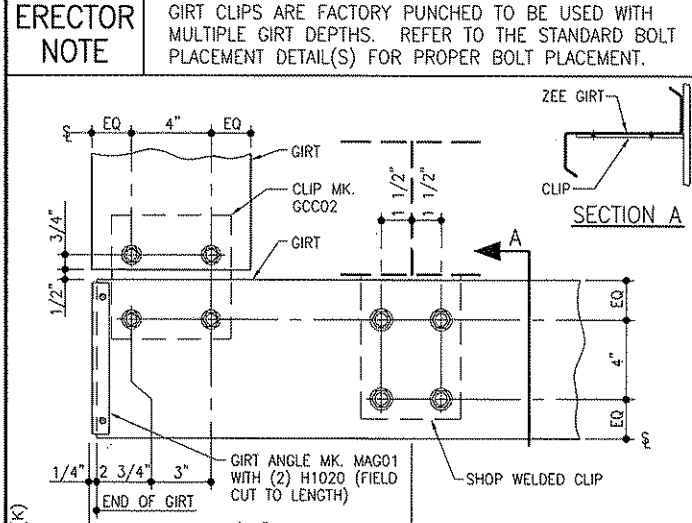 ERECTOR
NOTE
GIRT CLIPS ARE FACTORY PUNCHED TO BE USED WITH
MULTIPLE GIRT DEPTHS. REFER TO THE STANDARD BOLT
PLACEMENT DETAIL(S) FOR PROPER BOLT PLACEMENT.
ZEE GIRT
CLIP
SECTION A
EQ
4"
EQ
GIRT
CLIP MK.
GCC02
GIRT
1 1/2"
1 1/2"
A
3/4"
1/2"
EQ
4"
EQ
1/4"
2 3/4"
3"
END OF GIRT
GIRT ANGLE MK. MAG01
WITH (2) H1020 (FIELD
CUT TO LENGTH)
SHOP WELDED CLIP